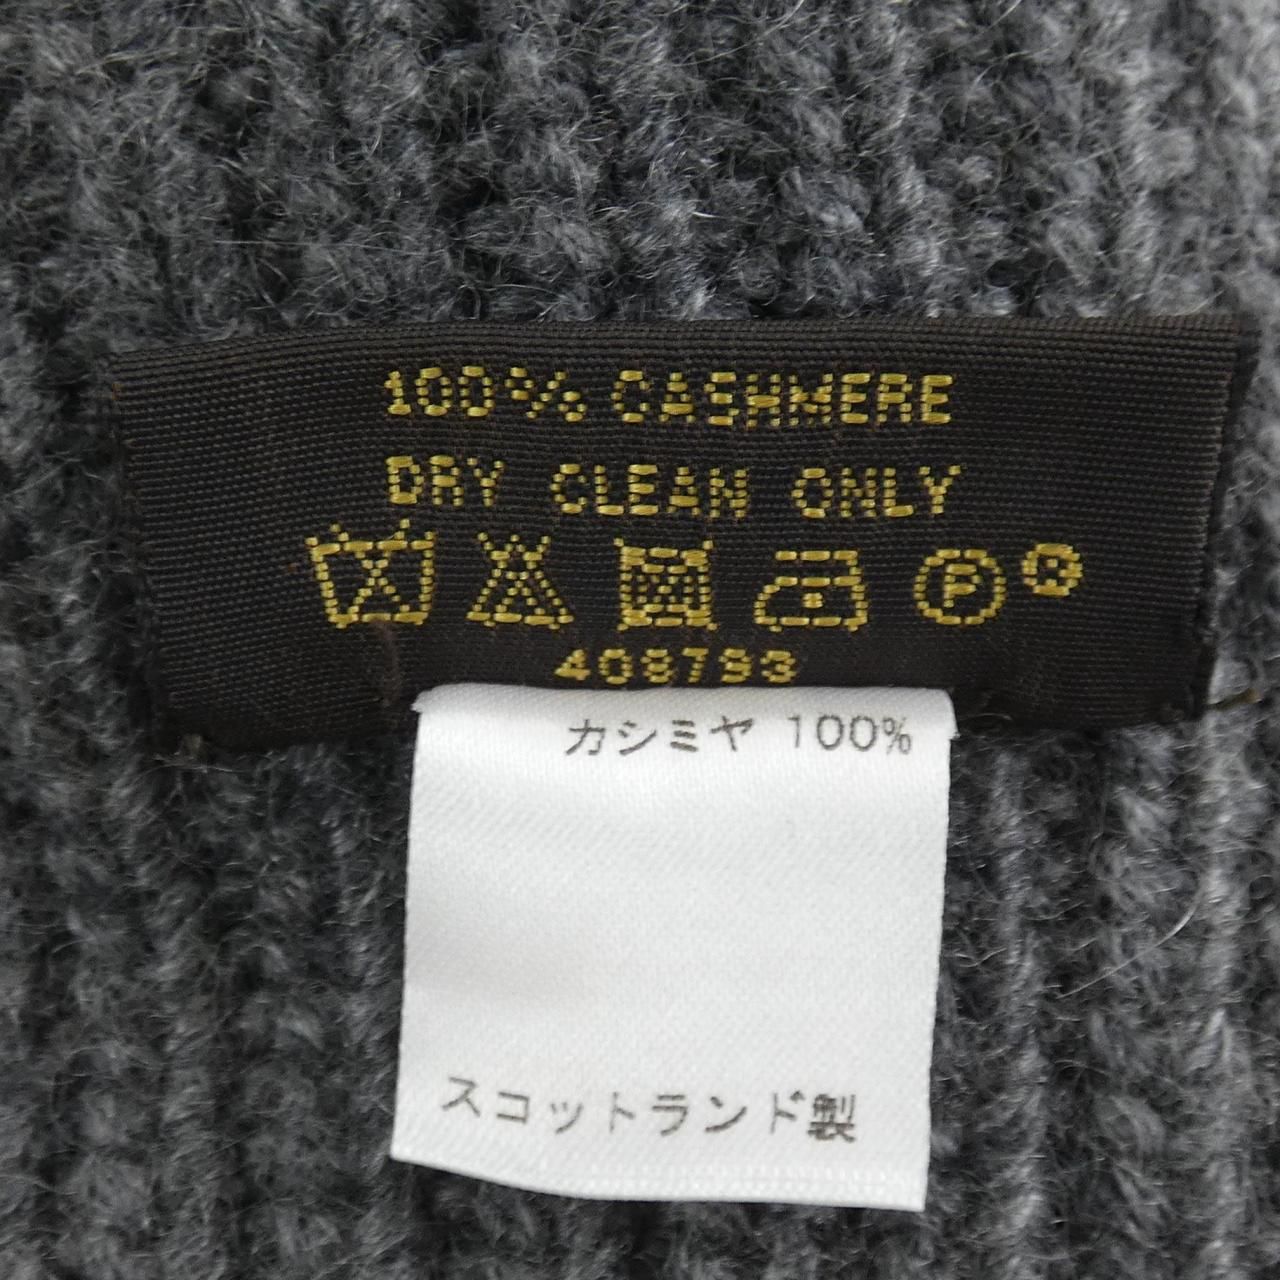 100% CASHMERE
DRY CLEAN ONLY
P ®
408793
カシミヤ 100%
スコットランド製